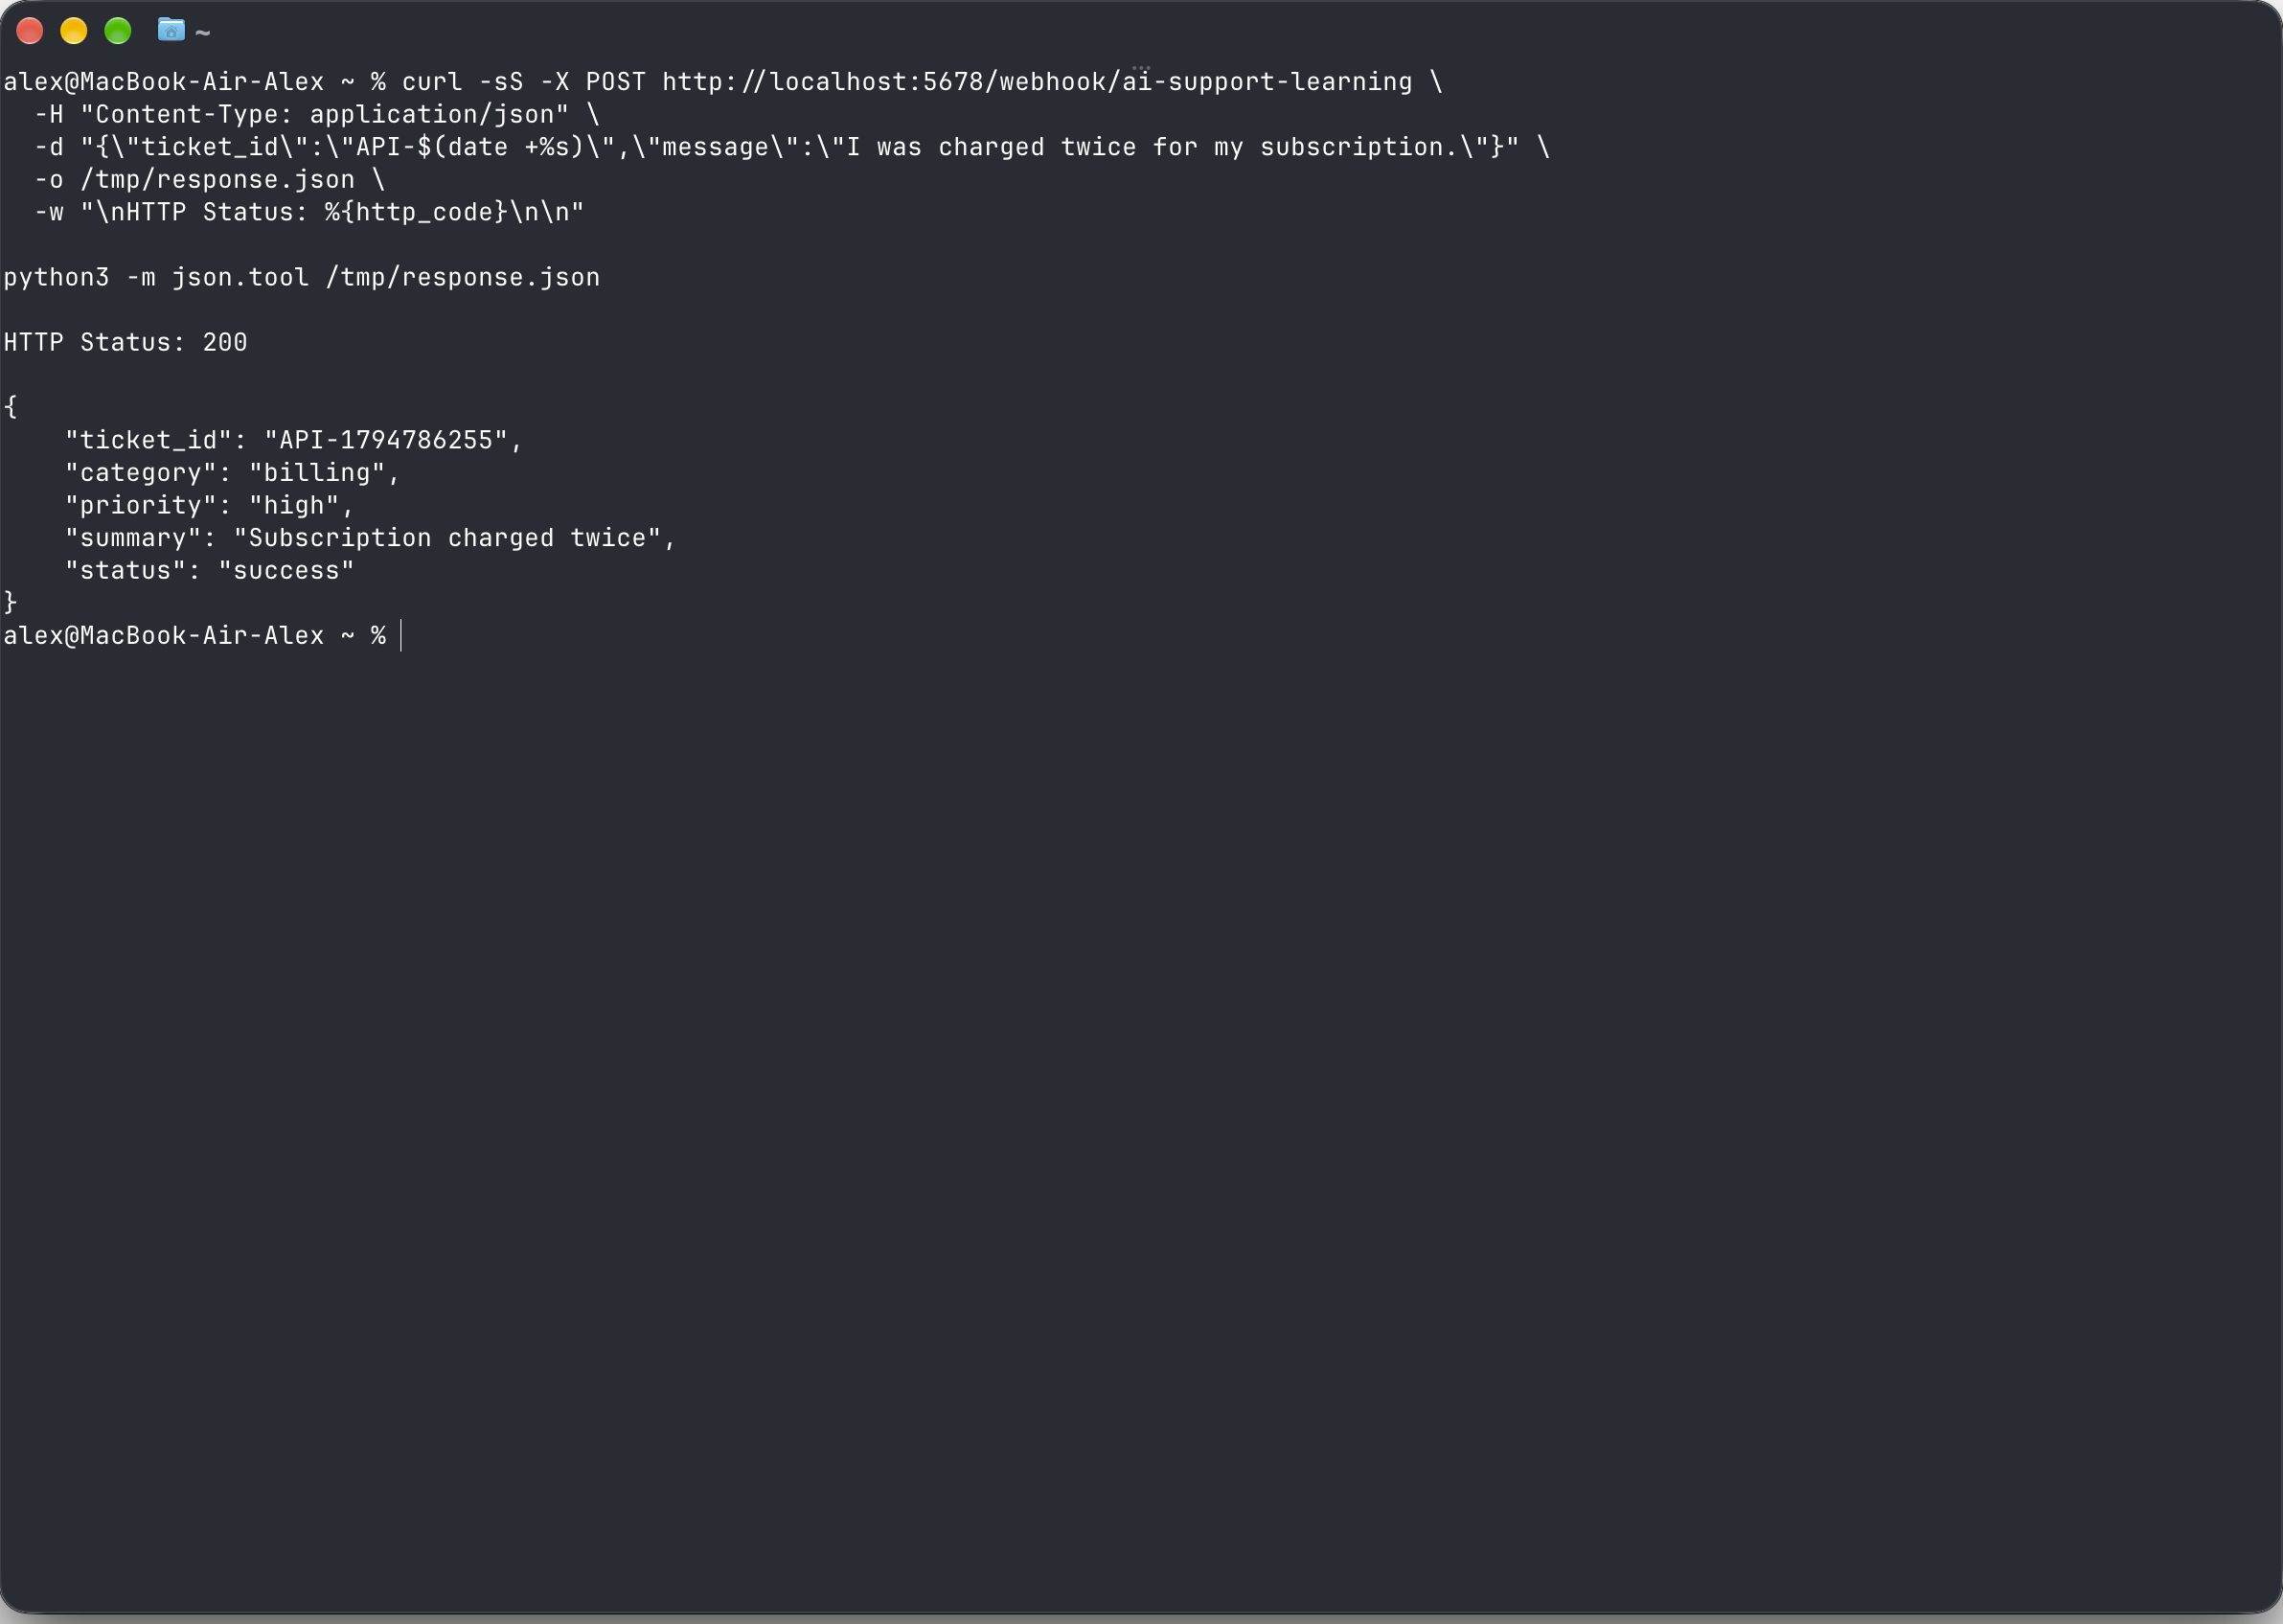 ~
alex@MacBook-Air-Alex ~ % curl -sS -X POST http://localhost:5678/webhook/ai-support-learning \
  -H "Content-Type: application/json" \
  -d "{\"ticket_id\":\"API-$(date +%s)\",\"message\":\"I was charged twice for my subscription.\"}" \
  -o /tmp/response.json \
  -w "\nHTTP Status: %{http_code}\n\n"

python3 -m json.tool /tmp/response.json

HTTP Status: 200

{
    "ticket_id": "API-1794786255",
    "category": "billing",
    "priority": "high",
    "summary": "Subscription charged twice",
    "status": "success"
}
alex@MacBook-Air-Alex ~ %